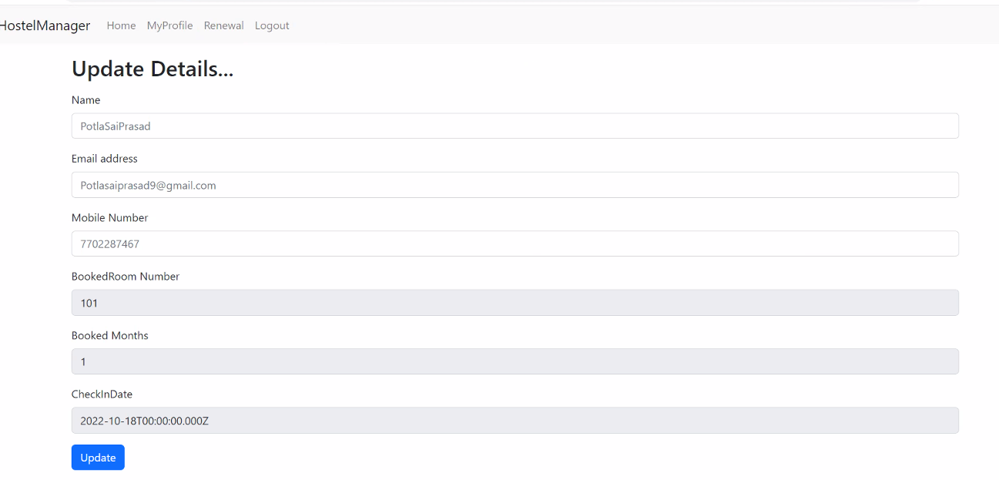 HostelManager Home MyProfile Renewal Logout
Update Details...
Name
PotlaSaiPrasad
Email address
Potlasaiprasad9@gmail.com
Mobile Number
7702287467
BookedRoom Number
101
Booked Months
1
CheckInDate
2022-10-18T00:00:00.000Z
Update